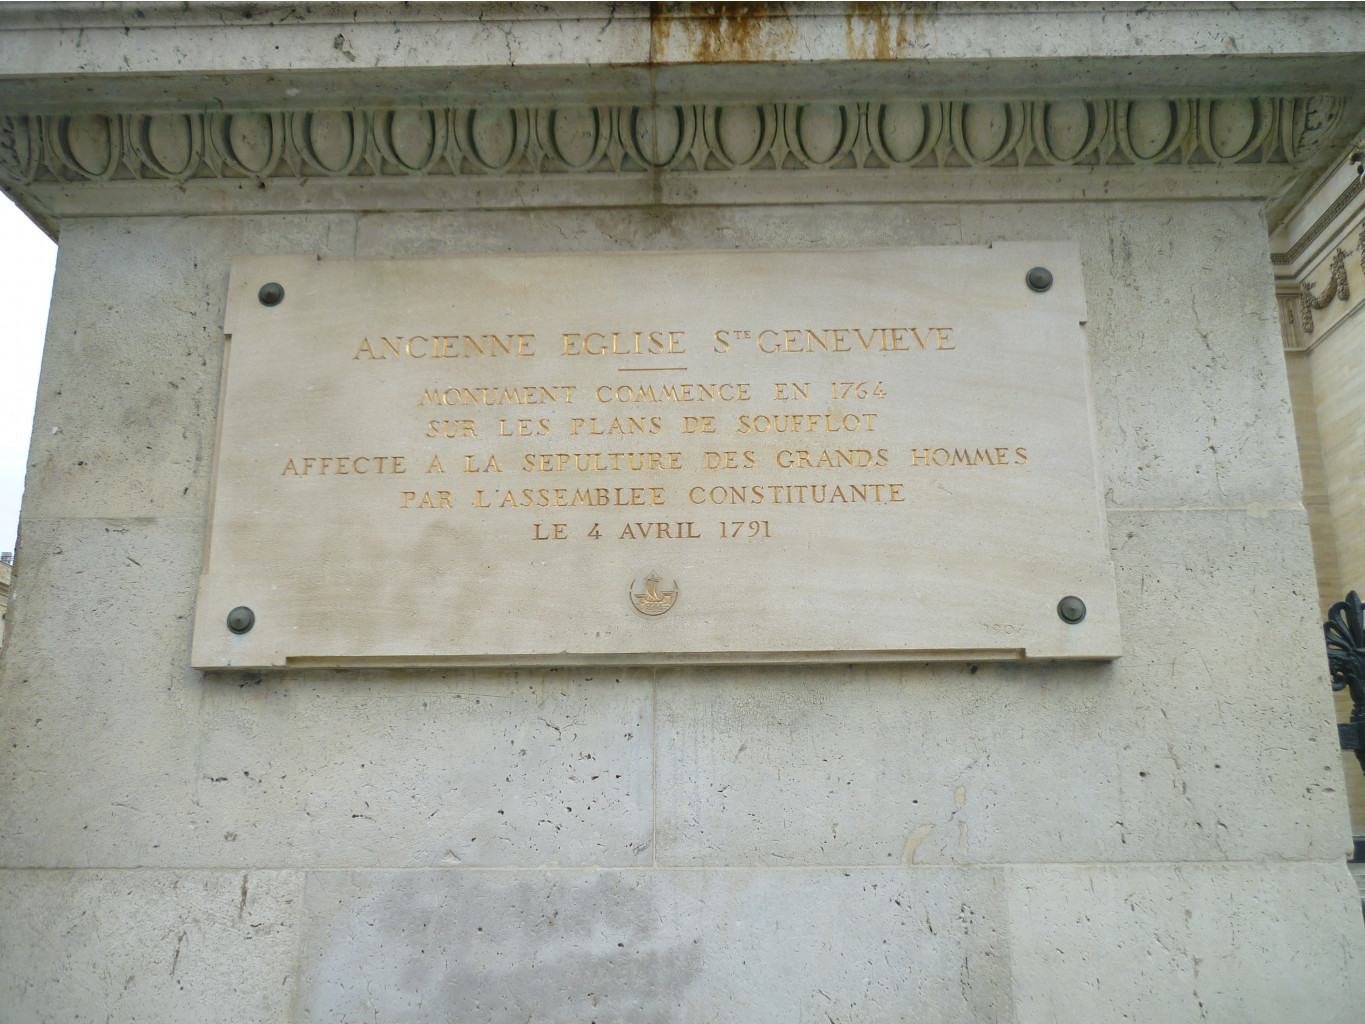 ANCIENNE EGLISE STE GENEVIEVE
MONUMENT COMMENCE EN 1764
SUR LES PLANS DE SOUFFLOT
AFFECTE A LA SEPULTURE DES GRANDS HOMMES
PAR L'ASSEMBLEE CONSTITUANTE
LE 4 AVRIL 1791